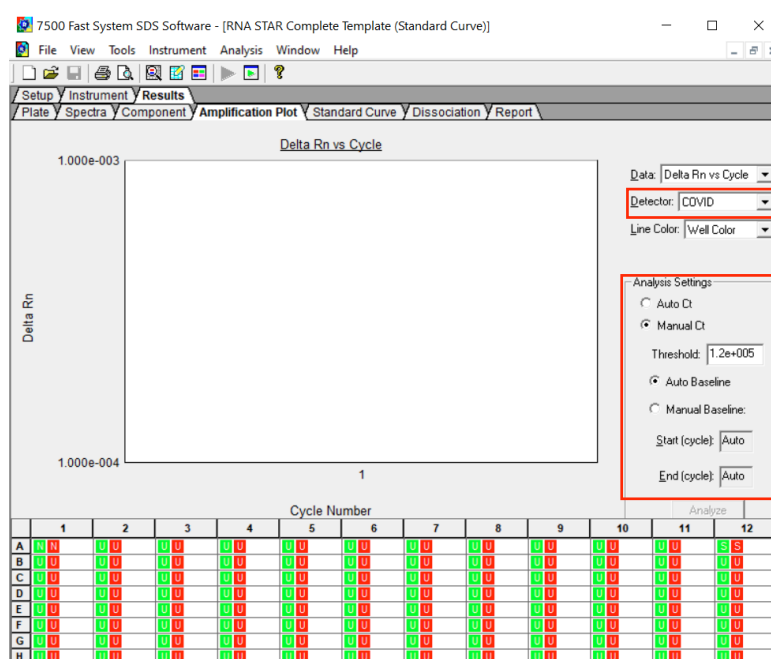 7500 Fast System SDS Software - [RNA STAR Complete Template (Standard Curve)]
File View Tools Instrument Analysis Window Help
Setup Instrument Results
Plate Spectra Component Amplification Plot Standard Curve Dissociation Report
Delta Rn vs Cycle
1.000e-003
Data: Delta Rn vs Cycle
Detector: COVID
Line Color: Well Color
Analysis Settings
Auto Ct
Manual Ct
Threshold: 1.2e+005
Auto Baseline
Manual Baseline:
Start (cycle): Auto
End (cycle): Auto
Analyze
Delta Rn
1.000e-004
1
Cycle Number
1 2 3 4 5 6 7 8 9 10 11 12
A N N U U U U U U U U U U U U U U U U U U U U S S
B U U U U U U U U U U U U U U U U U U U U U U U U
C U U U U U U U U U U U U U U U U U U U U U U U U
D U U U U U U U U U U U U U U U U U U U U U U U U
E U U U U U U U U U U U U U U U U U U U U U U U U
F U U U U U U U U U U U U U U U U U U U U U U U U
G U U U U U U U U U U U U U U U U U U U U U U U U
H U U U U U U U U U U U U U U U U U U U U U U U U